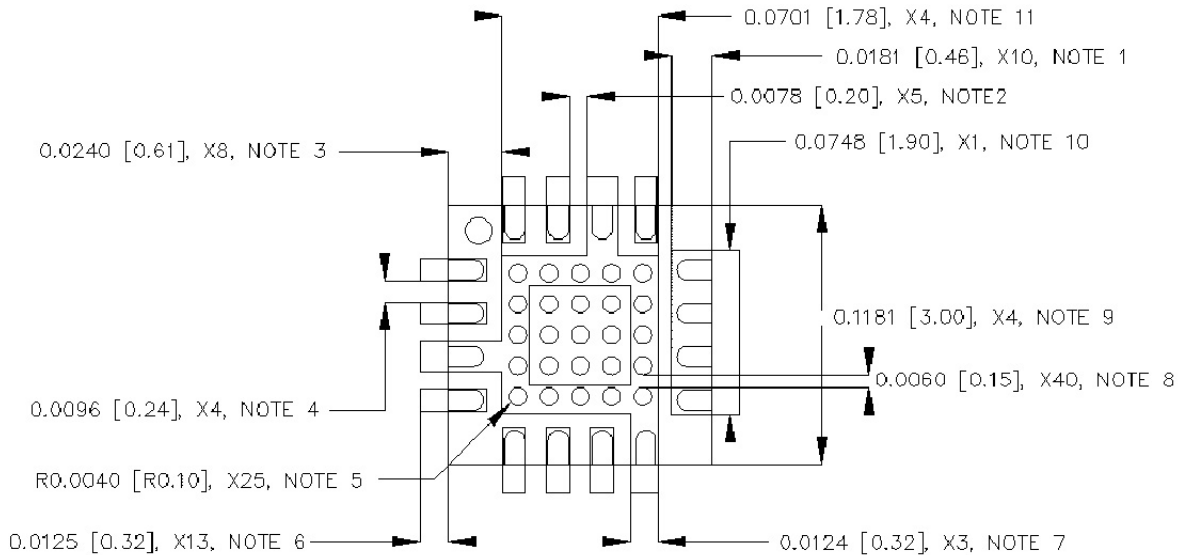 0.0701 [1.78], X4, NOTE 11
0.0181 [0.46], X10, NOTE 1
0.0078 [0.20], X5, NOTE2
0.0240 [0.61], X8, NOTE 3
0.0748 [1.90], X1, NOTE 10
0.1181 [3.00], X4, NOTE 9
0.0060 [0.15], X40, NOTE 8
0.0096 [0.24], X4, NOTE 4
R0.0040 [R0.10], X25, NOTE 5
0.0125 [0.32], X13, NOTE 6
0.0124 [0.32], X3, NOTE 7